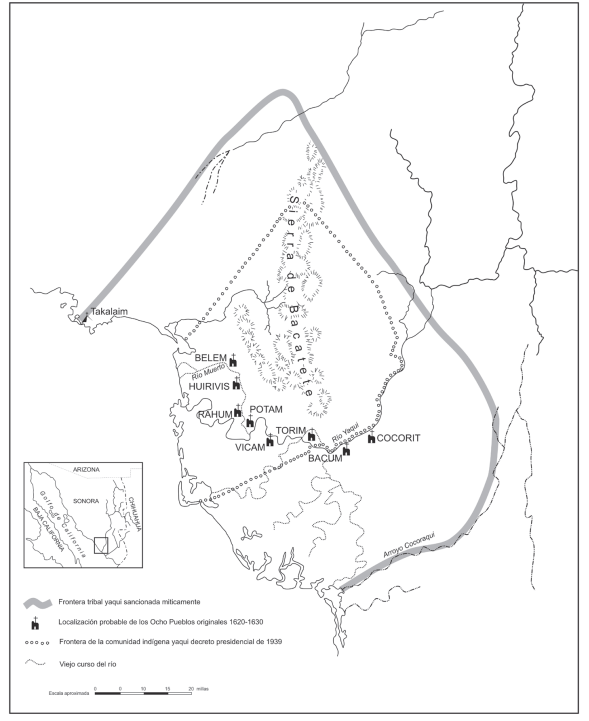 Takalaim
Sierra de Bacatete
BELEM
Río Muerto
HUIRIVIS
RAHUM
POTAM
VICAM
TORIM
Río Yaqui
COCORIT
BACUM
Arroyo Cocoraqui
ARIZONA
SONORA
CHIHUAHUA
Golfo de California
BAJA CALIFORNIA
Frontera tribal yaqui sancionada míticamente
Localización probable de los Ocho Pueblos originales 1620-1630
Frontera de la comunidad indígena yaqui decreto presidencial de 1939
Viejo curso del río
Escala aproximada 0 5 10 15 20 millas